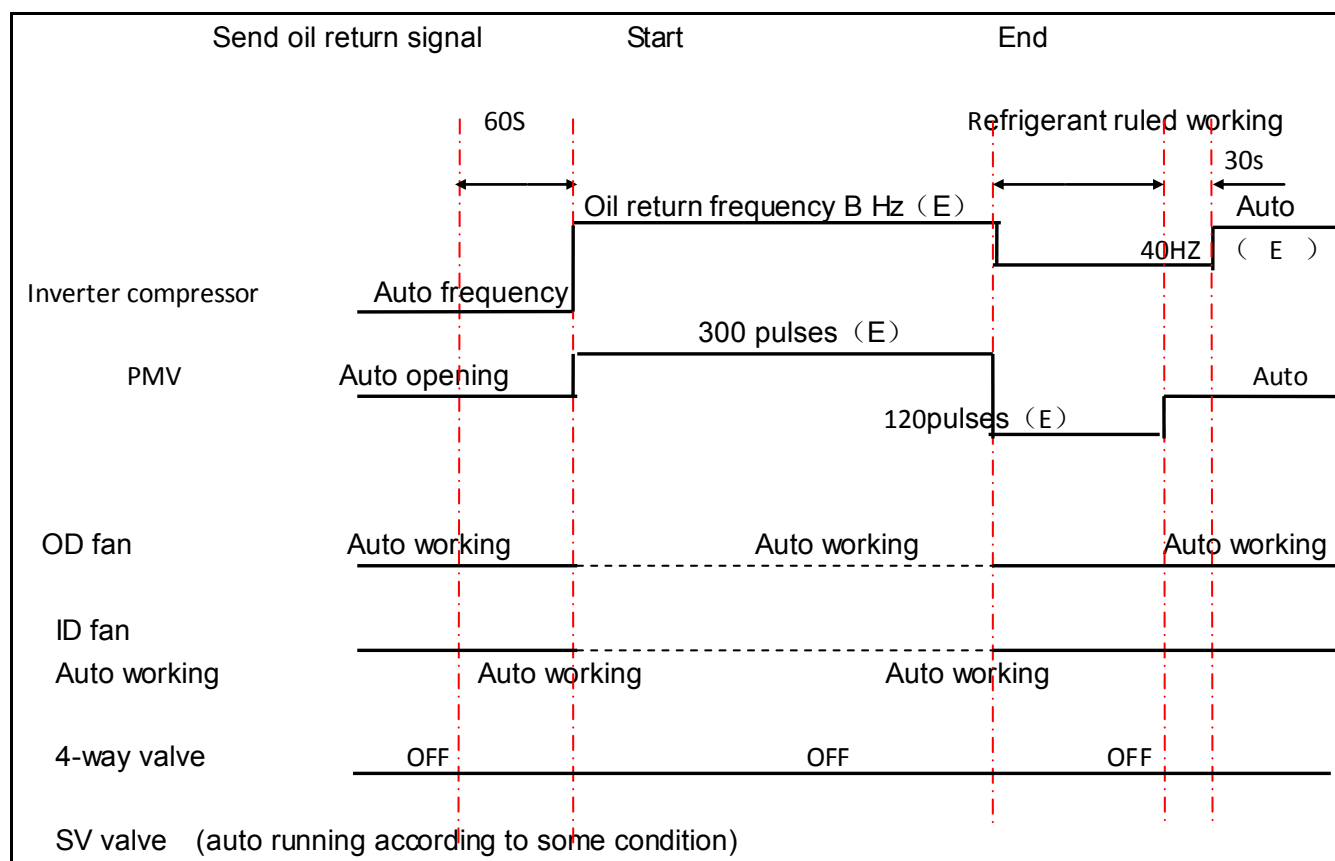 Send oil return signal Start End
60S Refrigerant ruled working
30s
Oil return frequency B Hz（E） Auto
40HZ （ E ）
Inverter compressor Auto frequency
300 pulses（E）
PMV Auto opening Auto
120pulses（E）
OD fan Auto working Auto working Auto working
ID fan
Auto working Auto working Auto working
4-way valve OFF OFF OFF
SV valve (auto running according to some condition)